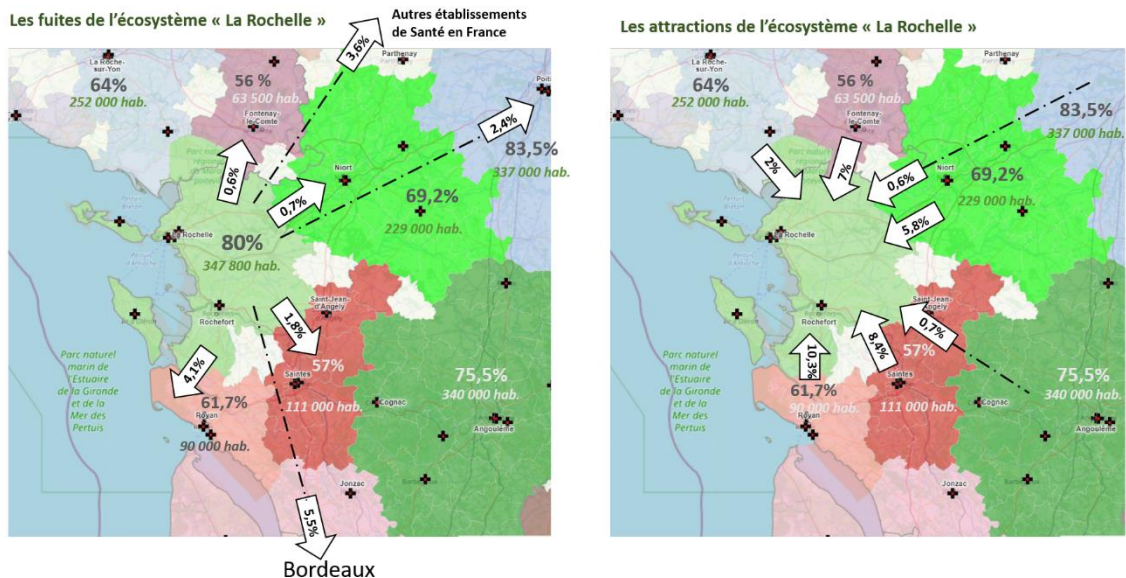 Les fuites de l'écosystème « La Rochelle »
Autres établissements
de Santé en France
3,6%
La Roche-
sur-Yon
64%
252 000 hab.
56 %
63 500 hab.
Fontenay-
le-Comte
Parthenay
2,4%
83,5%
337 000 hab.
0,6%
0,7%
Niort
69,2%
229 000 hab.
La Rochelle
80%
347 800 hab.
Rochefort
Saint-Jean-
d'Angély
1,8%
4,1%
57%
Saintes
111 000 hab.
61,7%
Royan
90 000 hab.
75,5%
340 000 hab.
Cognac
Angoulême
Parc naturel
marin de
l'Estuaire
de la Gironde
et de la
Mer des
Pertuis
Jonzac
5,5%
Bordeaux
Les attractions de l'écosystème « La Rochelle »
La Roche-
sur-Yon
64%
252 000 hab.
56 %
63 500 hab.
Fontenay-
le-Comte
Parthenay
83,5%
337 000 hab.
2%
7%
0,6%
5,8%
Niort
69,2%
229 000 hab.
Rochelle
Rochefort
Saint-Jean-
d'Angély
0,7%
8,4%
10,3%
57%
Saintes
111 000 hab.
61,7%
90 000 hab.
Royan
75,5%
340 000 hab.
Cognac
Angoulême
Parc naturel
marin de
l'Estuaire
de la Gironde
et de la
Mer des
Pertuis
Jonzac